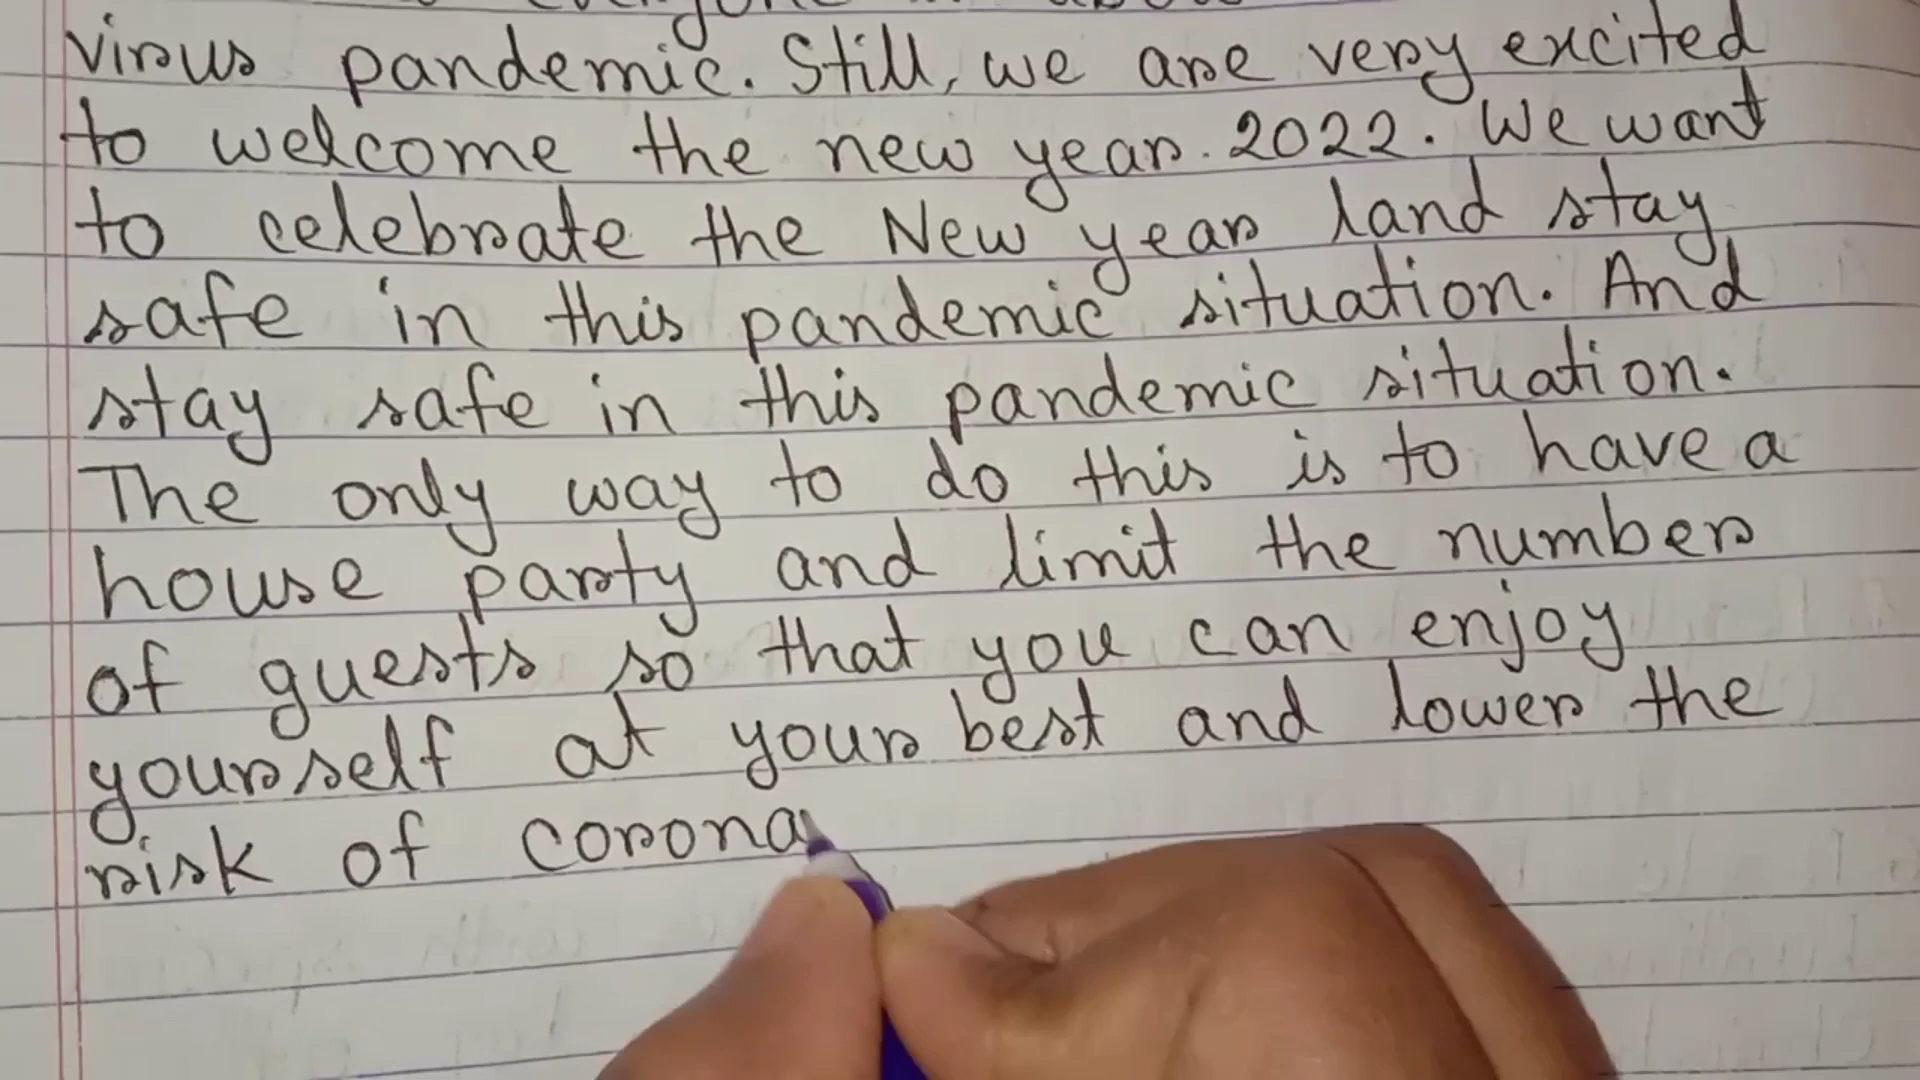 everyone
virus pandemic. Still, we are very excited
to welcome the new year. 2022. We want
to celebrate the New year land stay
safe in this pandemic situation. And
stay safe in this pandemic situation.
The only way to do this is to have a
house party and limit the number
of guests so that you can enjoy
yourself at your best and lower the
risk of corona